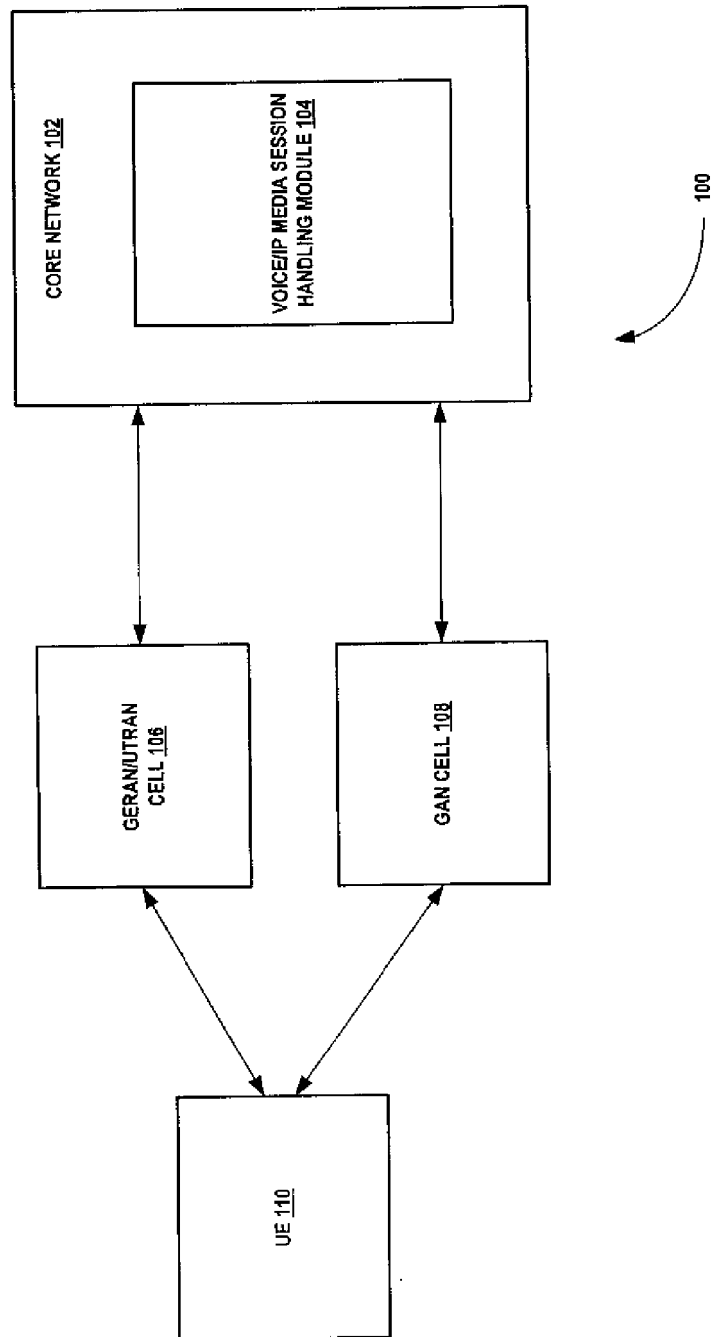 CORE NETWORK 102
VOICE/IP MEDIA SESSION
HANDLING MODULE 104
GERAN/UTRAN
CELL 106
GAN CELL 108
UE 110
100